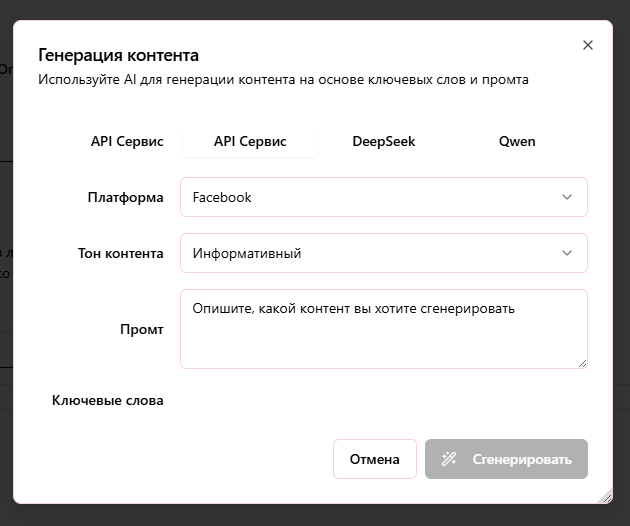 Генерация контента
Используйте AI для генерации контента на основе ключевых слов и промта
API Сервис API Сервис DeepSeek Qwen
Платформа Facebook
Тон контента Информативный
Промт Опишите, какой контент вы хотите сгенерировать
Ключевые слова
Отмена Сгенерировать